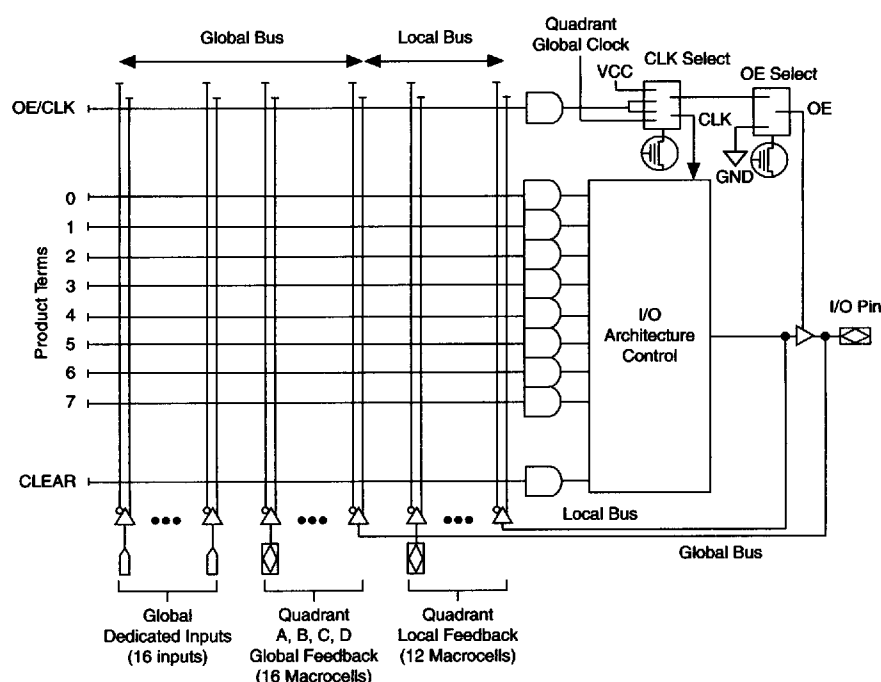 Global Bus
Local Bus
Quadrant
Global Clock
CLK Select
VCC
OE Select
OE/CLK
CLK
OE
GND
Product Terms
0
1
2
3
4
5
6
7
I/O
Architecture
Control
I/O Pin
CLEAR
Local Bus
Global Bus
Global
Dedicated Inputs
(16 inputs)
Quadrant
A, B, C, D
Global Feedback
(16 Macrocells)
Quadrant
Local Feedback
(12 Macrocells)